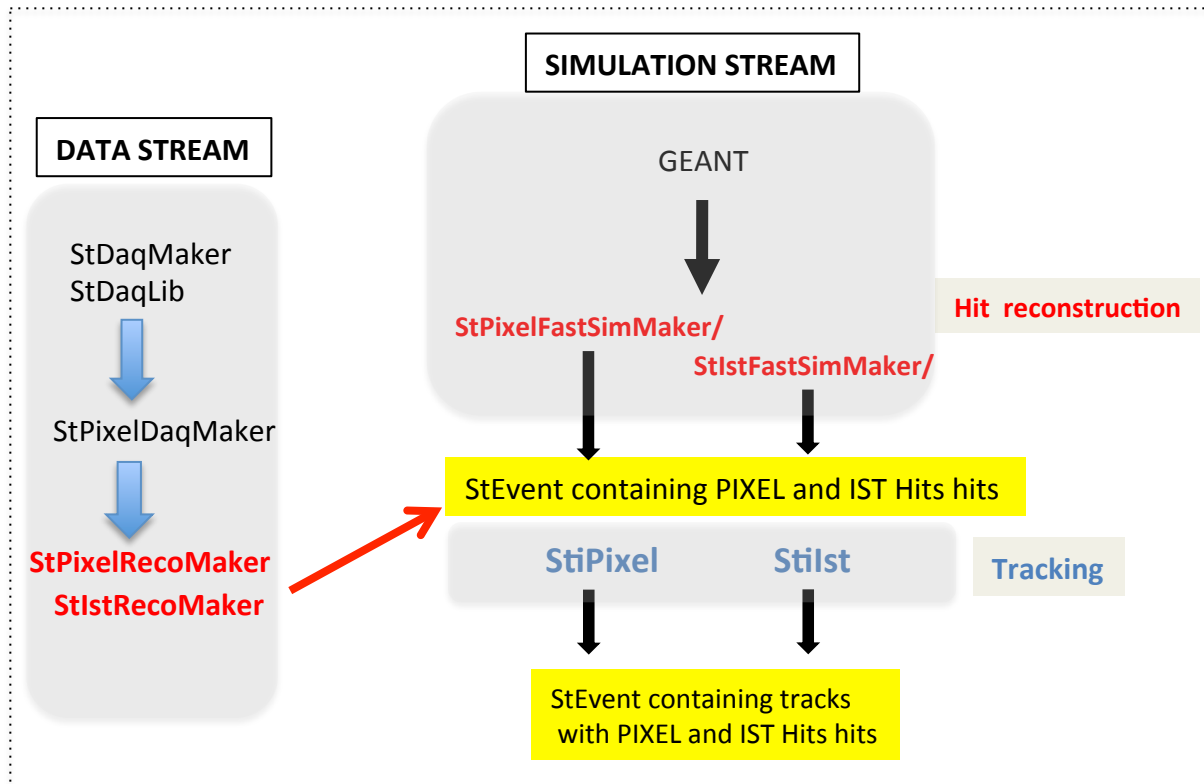 SIMULATION STREAM
DATA STREAM
GEANT
StDaqMaker
StDaqLib
Hit reconstruction
StPixelFastSimMaker/
StIstFastSimMaker/
StPixelDaqMaker
StEvent containing PIXEL and IST Hits hits
StPixelRecoMaker
StIstRecoMaker
StiPixel
StiIst
Tracking
StEvent containing tracks
with PIXEL and IST Hits hits